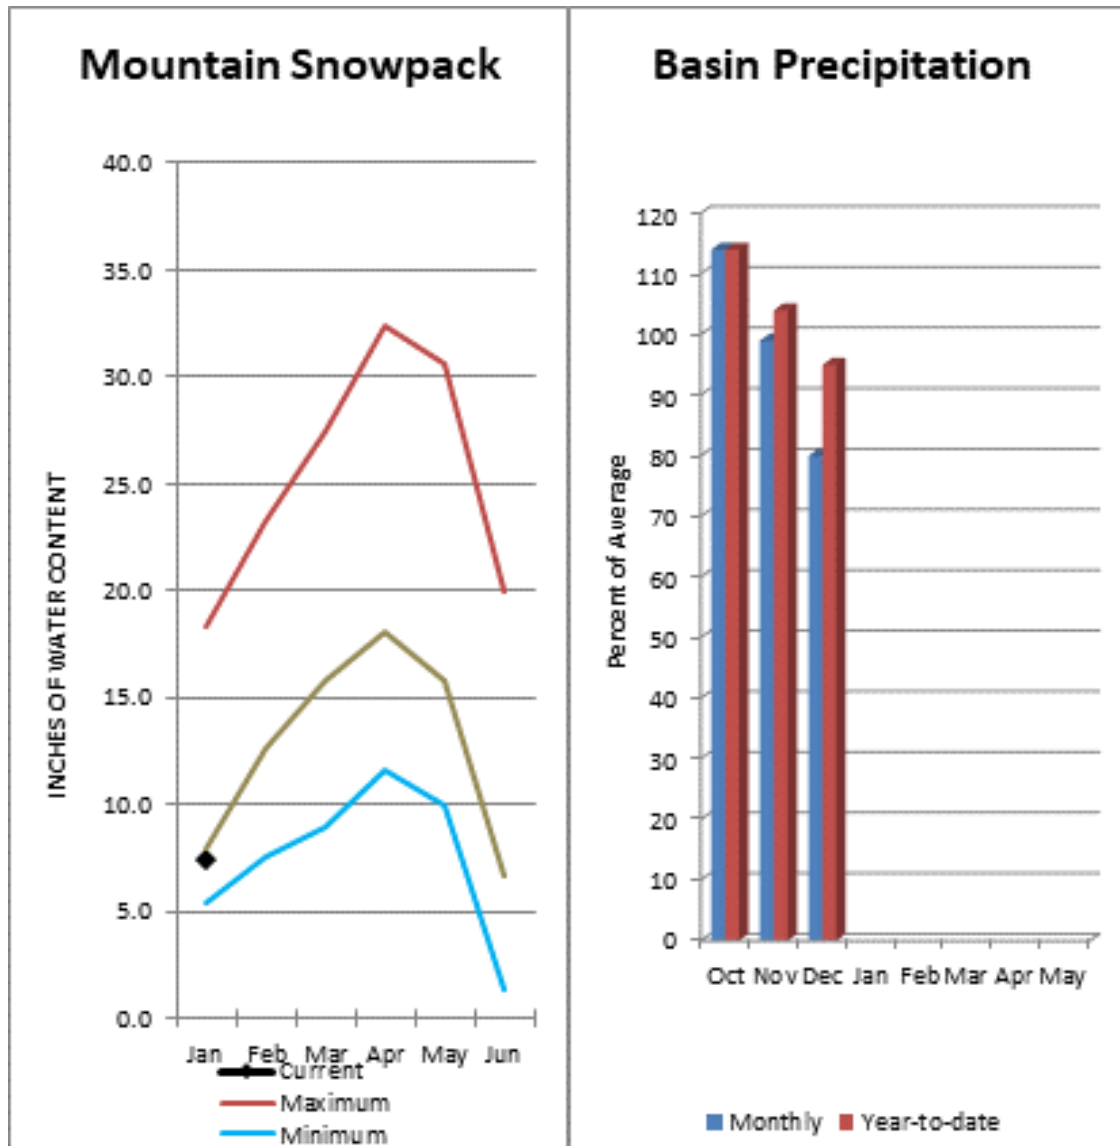 Mountain Snowpack
40.0
35.0
30.0
25.0
20.0
15.0
10.0
5.0
0.0
INCHES OF WATER CONTENT
Jan Feb Mar Apr May Jun
Current
Maximum
Minimum
Basin Precipitation
120
110
100
90
80
70
60
50
40
30
20
10
0
Percent of Average
Oct Nov Dec Jan Feb Mar Apr May
Monthly Year-to-date